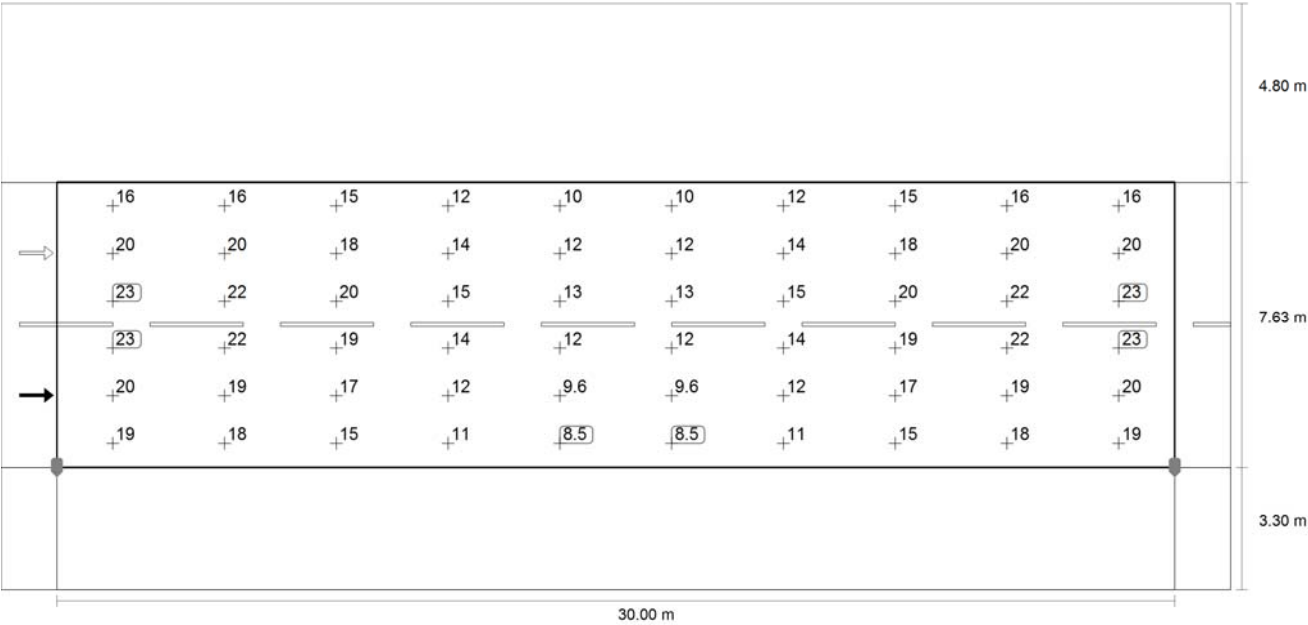 4.80 m
16 16 15 12 10 10 12 15 16 16
20 20 18 14 12 12 14 18 20 20
23 22 20 15 13 13 15 20 22 23
7.63 m
23 22 19 14 12 12 14 19 22 23
20 19 17 12 9.6 9.6 12 17 19 20
19 18 15 11 8.5 8.5 11 15 18 19
3.30 m
30.00 m